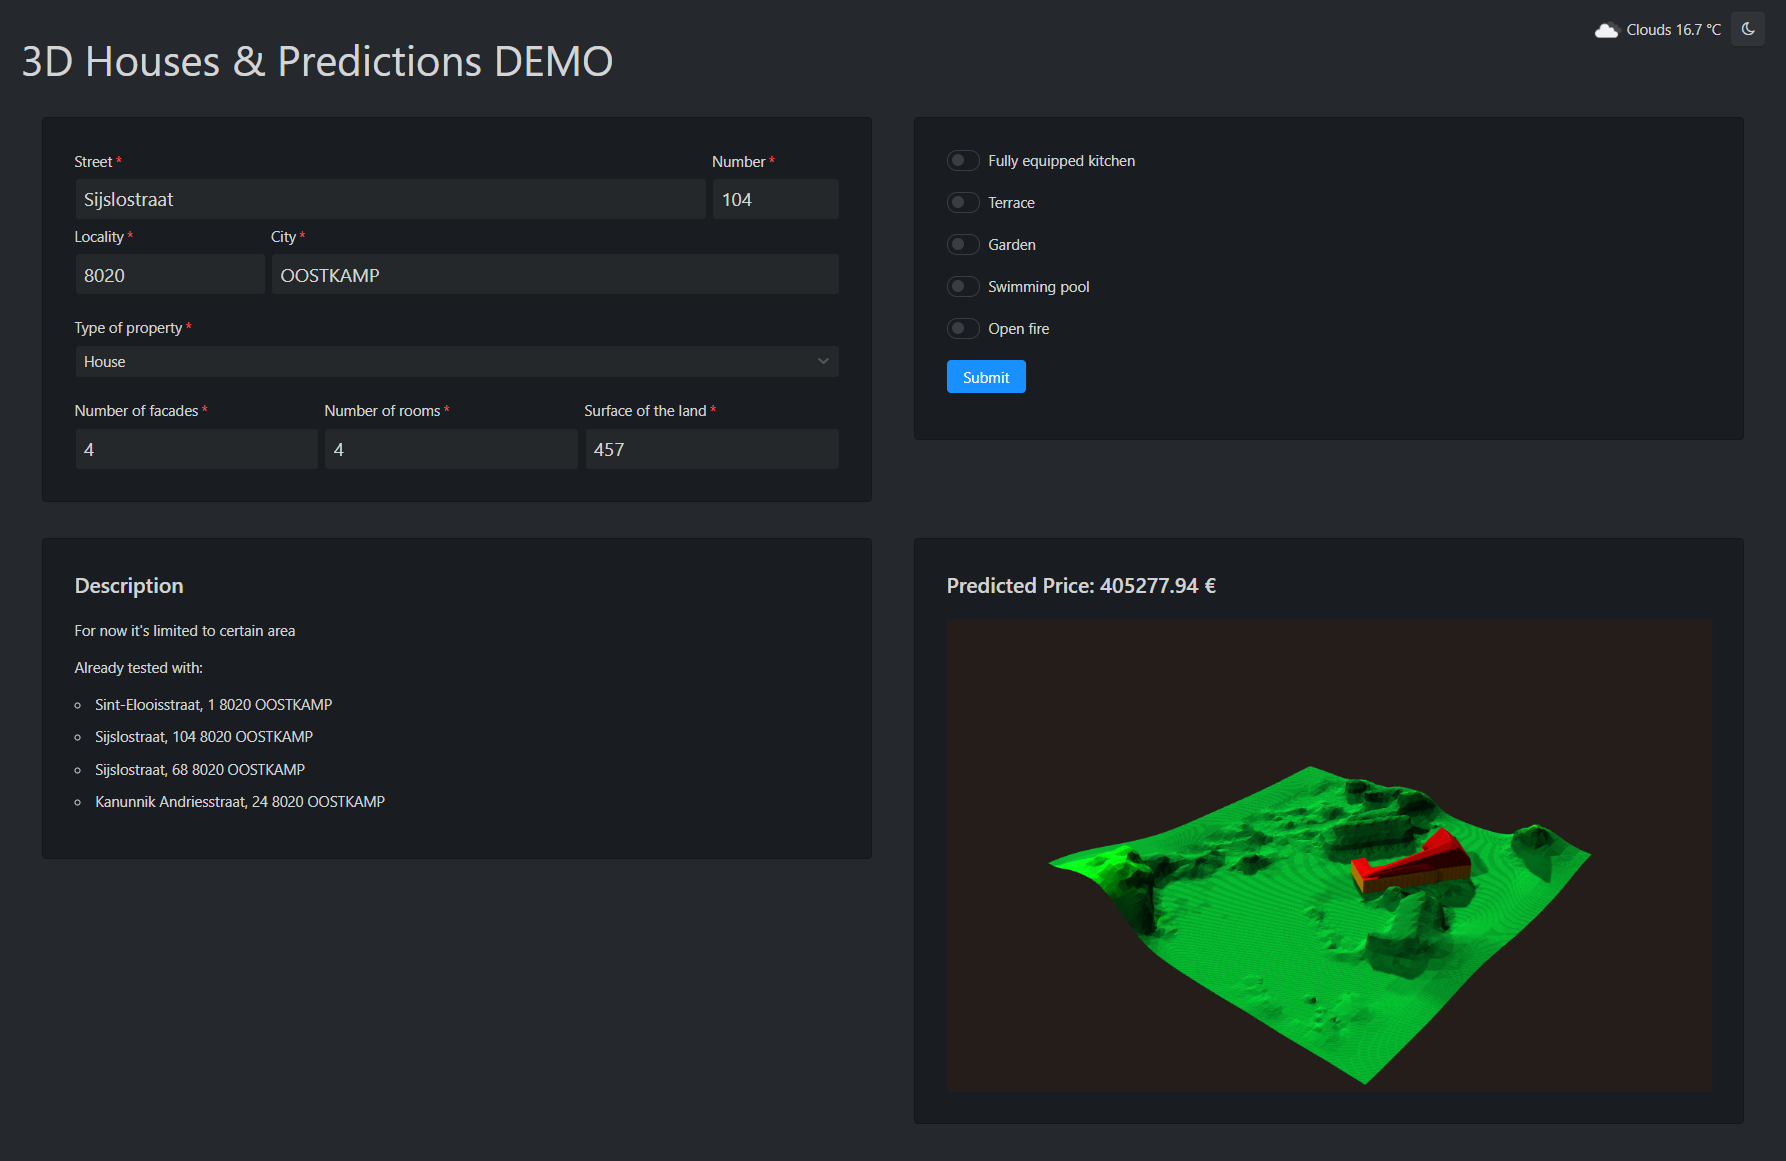 Clouds 16.7 °C
3D Houses & Predictions DEMO
Street *
Number *
Sijslostraat
104
Locality *
City *
8020
OOSTKAMP
Type of property *
House
Number of facades *
Number of rooms *
Surface of the land *
4
4
457
Fully equipped kitchen
Terrace
Garden
Swimming pool
Open fire
Submit
Description
For now it's limited to certain area
Already tested with:
Sint-Elooisstraat, 1 8020 OOSTKAMP
Sijslostraat, 104 8020 OOSTKAMP
Sijslostraat, 68 8020 OOSTKAMP
Kanunnik Andriesstraat, 24 8020 OOSTKAMP
Predicted Price: 405277.94 €